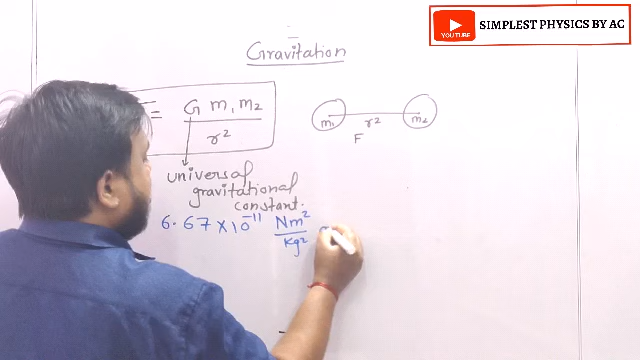 SIMPLEST PHYSICS BY AC
YOUTUBE
Gravitation
= G m₁ m₂
r²
m₁ r² m₂
F
universal
gravitational
constant.
6.67 × 10⁻¹¹ Nm²
Kg²